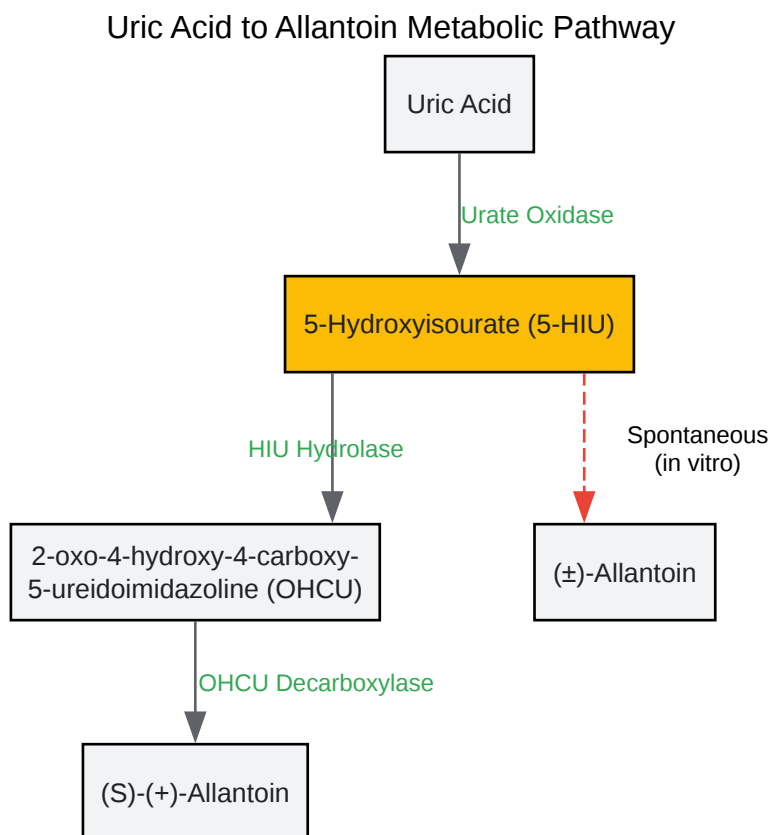 Uric Acid to Allantoin Metabolic Pathway
Uric Acid
Urate Oxidase
5-Hydroxyisourate (5-HIU)
HIU Hydrolase
Spontaneous
(in vitro)
2-oxo-4-hydroxy-4-carboxy-
5-ureidoimidazoline (OHCU)
(±)-Allantoin
OHCU Decarboxylase
(S)-(+)-Allantoin